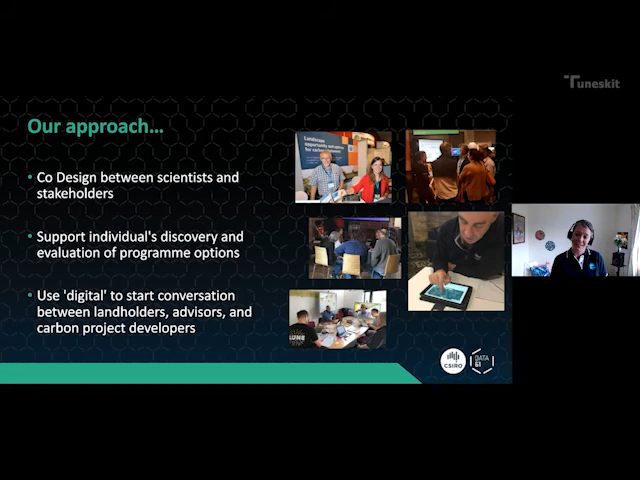 Tuneskit
Our approach...
• Co Design between scientists and
stakeholders
• Support individual's discovery and
evaluation of programme options
• Use 'digital' to start conversation
between landholders, advisors, and
carbon project developers
Landscape
CSIRO
DATA
61